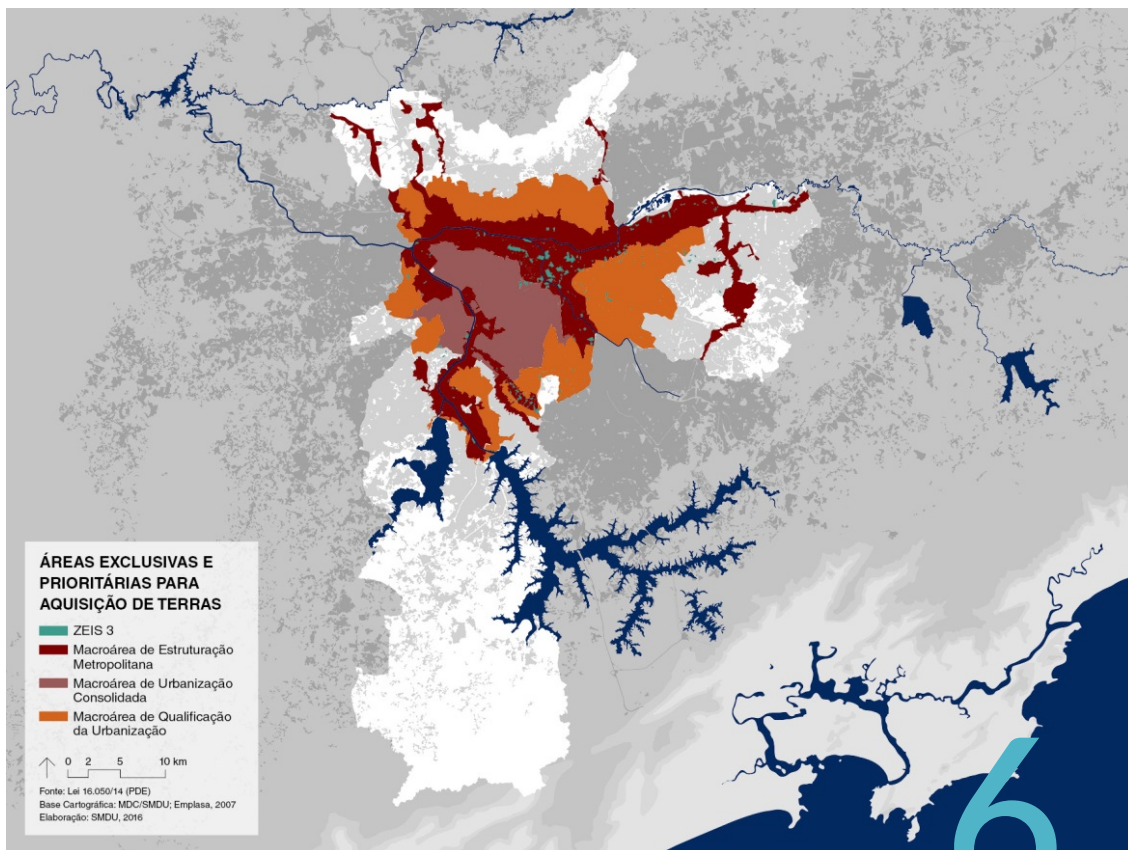 ÁREAS EXCLUSIVAS E
PRIORITÁRIAS PARA
AQUISIÇÃO DE TERRAS
ZEIS 3
Macroárea de Estruturação
Metropolitana
Macroárea de Urbanização
Consolidada
Macroárea de Qualificação
da Urbanização
0 2 5 10 km
Fonte: Lei 16.050/14 (PDE)
Base Cartográfica: MDC/SMDU; Emplasa, 2007
Elaboração: SMDU, 2016
6